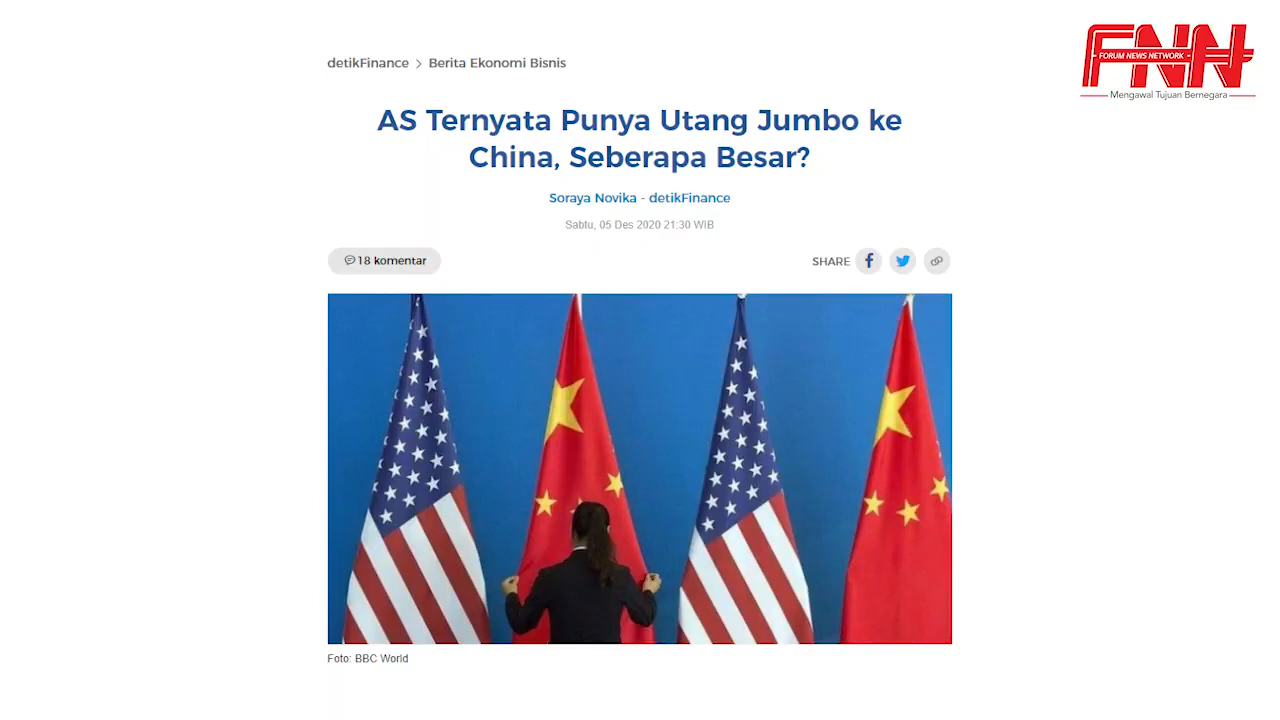 FNN
FORUM NEWS NETWORK
Mengawal Tujuan Bernegara
detikFinance > Berita Ekonomi Bisnis
AS Ternyata Punya Utang Jumbo ke
China, Seberapa Besar?
Soraya Novika - detikFinance
Sabtu, 05 Des 2020 21:30 WIB
18 komentar
SHARE
Foto: BBC World